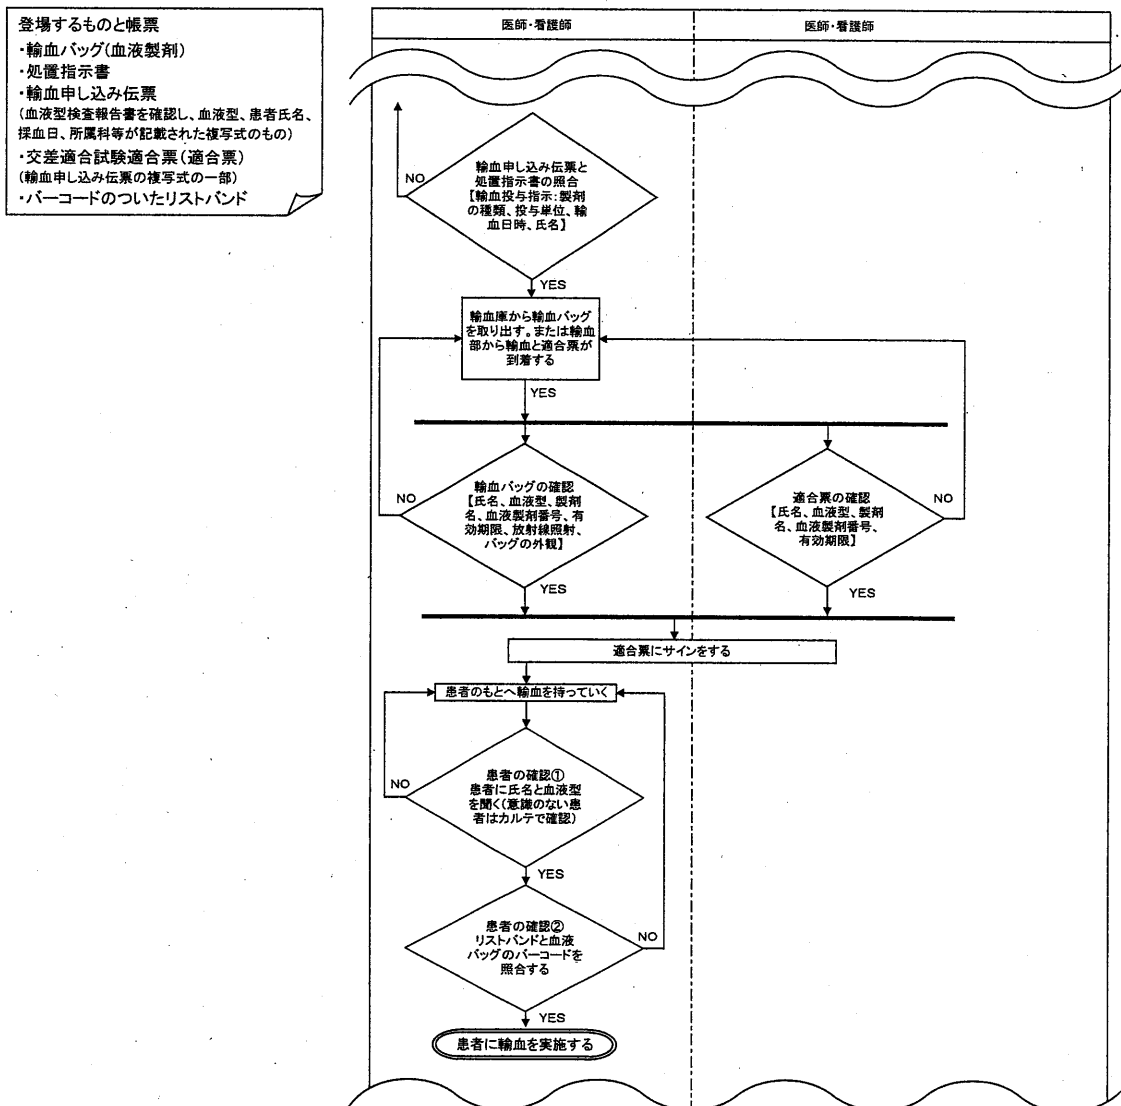 登場するものと帳票
・輸血バッグ(血液製剤)
・処置指示書
・輸血申し込み伝票
(血液型検査報告書を確認し、血液型、患者氏名、
採血日、所属科等が記載された複写式のもの)
・交差適合試験適合票(適合票)
(輸血申し込み伝票の複写式の一部)
・バーコードのついたリストバンド
医師・看護師
医師・看護師
輸血申し込み伝票と
処置指示書の照合
【輸血投与指示:製剤
の種類、投与単位、輸
血日時、氏名】
NO
YES
輸血庫から輸血バッグ
を取り出す。または輸血
部から輸血と適合票が
到着する
YES
輸血バッグの確認
【氏名、血液型、製剤
名、血液製剤番号、有
効期限、放射線照射、
バッグの外観】
NO
YES
適合票の確認
【氏名、血液型、製剤
名、血液製剤番号、
有効期限】
NO
YES
適合票にサインをする
患者のもとへ輸血を持っていく
患者の確認①
患者に氏名と血液型
を聞く(意識のない患
者はカルテで確認)
NO
YES
患者の確認②
リストバンドと血液
バッグのバーコードを
照合する
NO
YES
患者に輸血を実施する